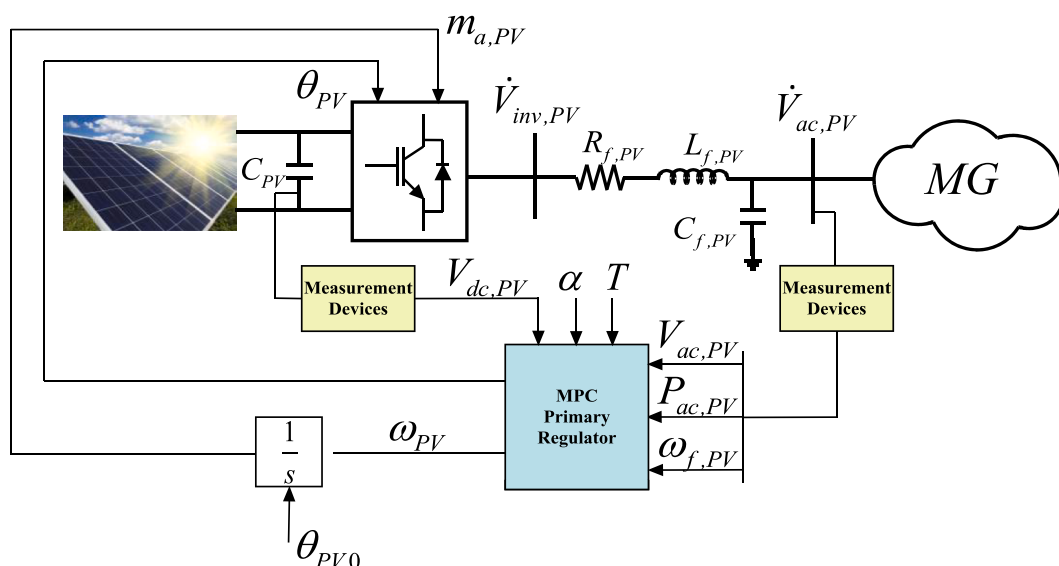 m_{a,PV}
θ_{PV}
V̇_{inv,PV}
V̇_{ac,PV}
R_{f,PV}
L_{f,PV}
C_{PV}
MG
C_{f,PV}
Measurement
Devices
V_{dc,PV}
α
T
Measurement
Devices
V_{ac,PV}
MPC
Primary
Regulator
P_{ac,PV}
ω_{PV}
ω_{f,PV}
1
s
θ_{PV0}